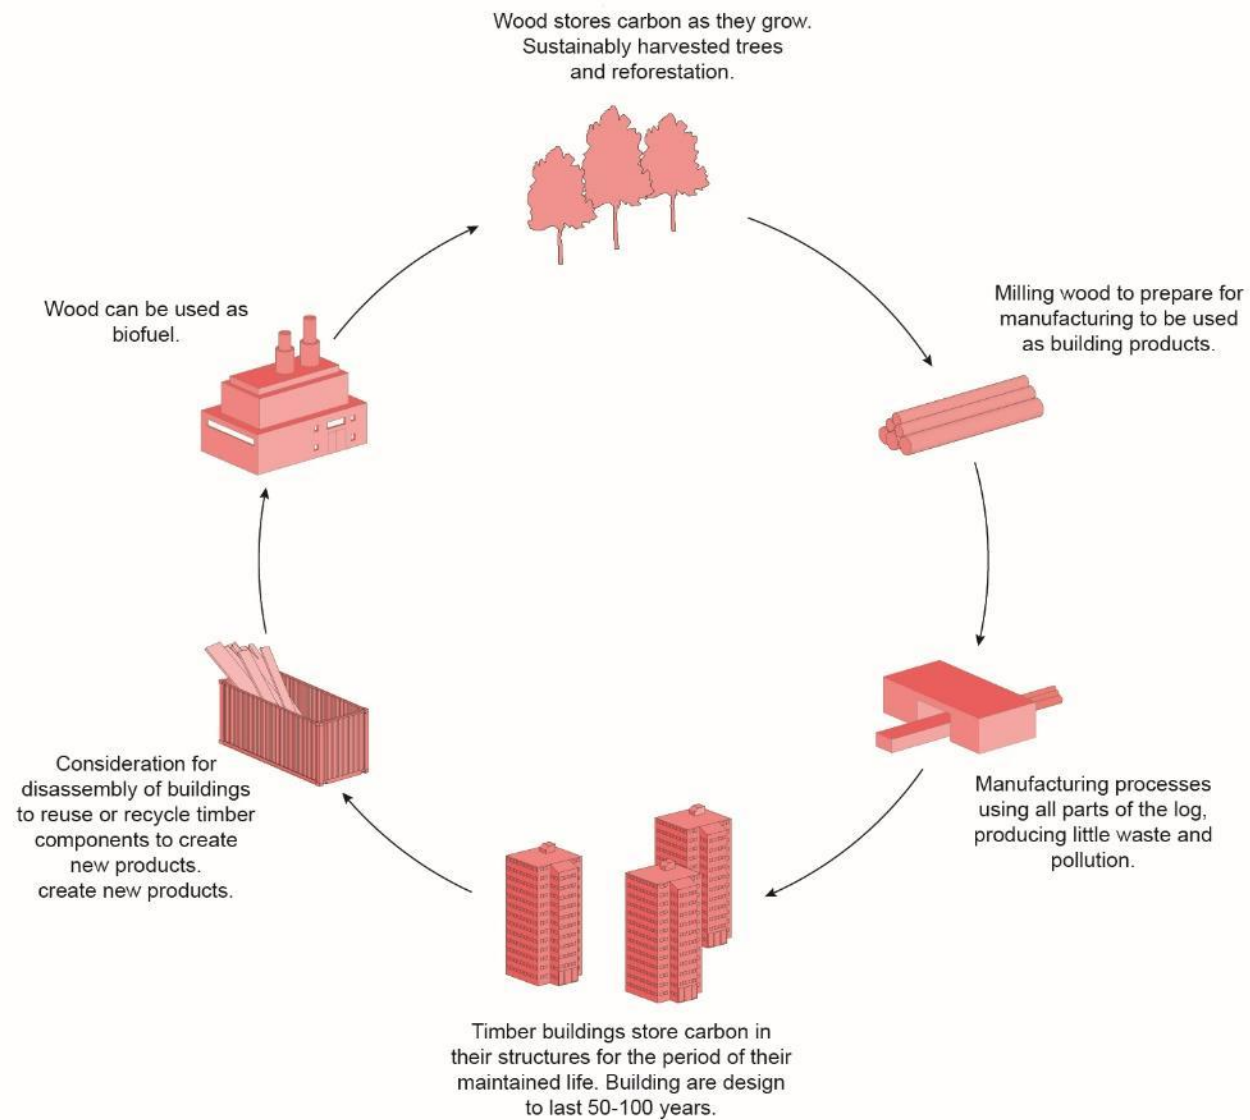 Wood stores carbon as they grow.
Sustainably harvested trees
and reforestation.
Milling wood to prepare for
manufacturing to be used
as building products.
Manufacturing processes
using all parts of the log,
producing little waste and
pollution.
Timber buildings store carbon in
their structures for the period of their
maintained life. Building are design
to last 50-100 years.
Consideration for
disassembly of buildings
to reuse or recycle timber
components to create
new products.
create new products.
Wood can be used as
biofuel.